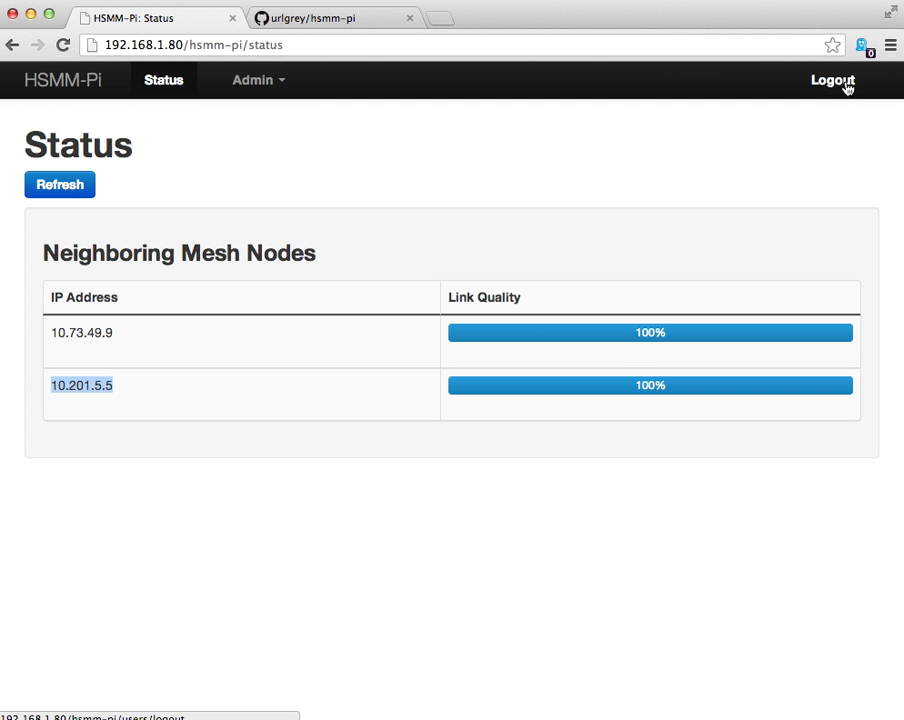 HSMM-Pi: Status
urlgrey/hsmm-pi
192.168.1.80/hsmm-pi/status
0
HSMM-Pi
Status
Admin
Logout
Status
Refresh
Neighboring Mesh Nodes
IP Address
Link Quality
10.73.49.9
100%
10.201.5.5
100%
192.168.1.80/hsmm-pi/users/logout